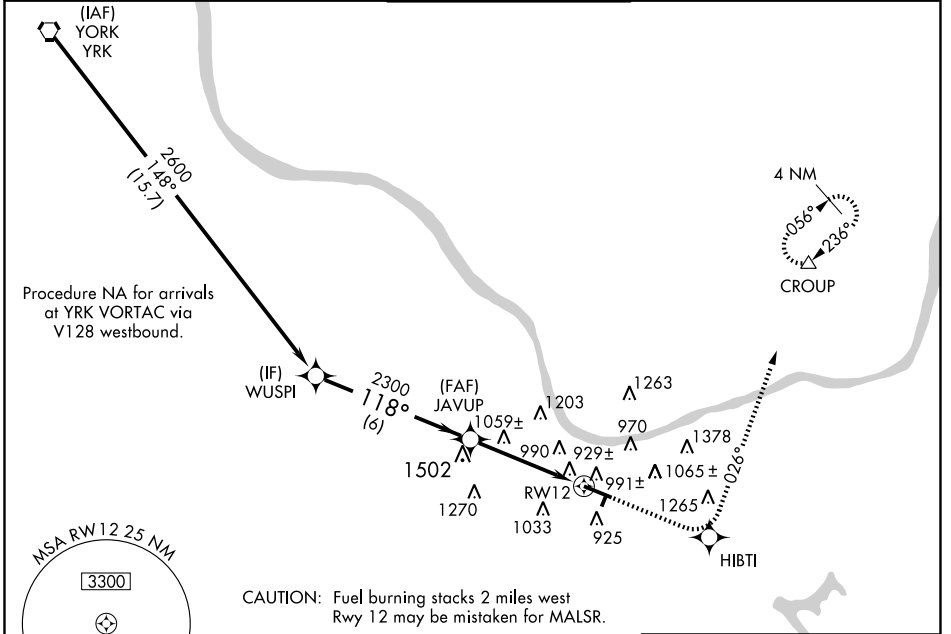 (IAF)
YORK
YRK
2600
148°
(15.7)
4 NM
056°
236°
CROUP
Procedure NA for arrivals
at YRK VORTAC via
V128 westbound.
(IF)
WUSPI
2300
118°
(6)
(FAF)
JAVUP
1059±
1203
1263
990
929±
970
1378
1502
RW12
991±
1065±
1265
026°
1270
1033
925
HIBTI
MSA RW12 25 NM
3300
CAUTION: Fuel burning stacks 2 miles west
Rwy 12 may be mistaken for MALSR.